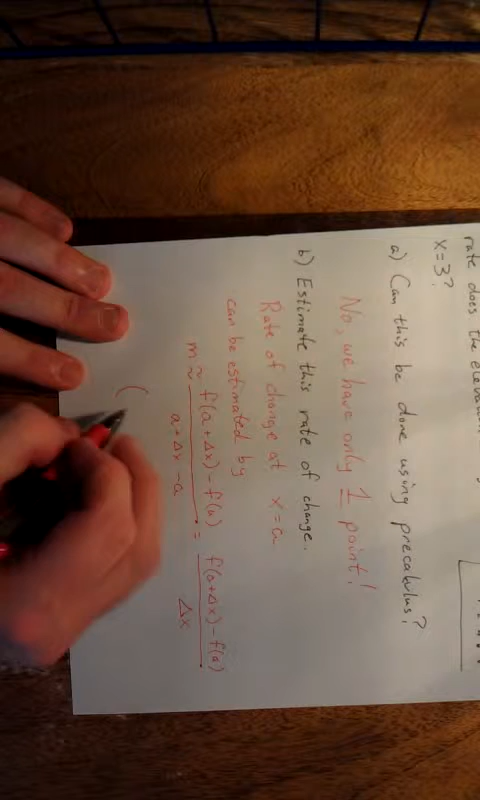 rate does the
x=3?
a) Can this be done using precalculus?
No, we have only 1 point!
b) Estimate this rate of change.
Rate of change at x=a
can be estimated by
m ≈ f(a+Δx)-f(a) / a+Δx-a = f(a+Δx)-f(a) / Δx
(